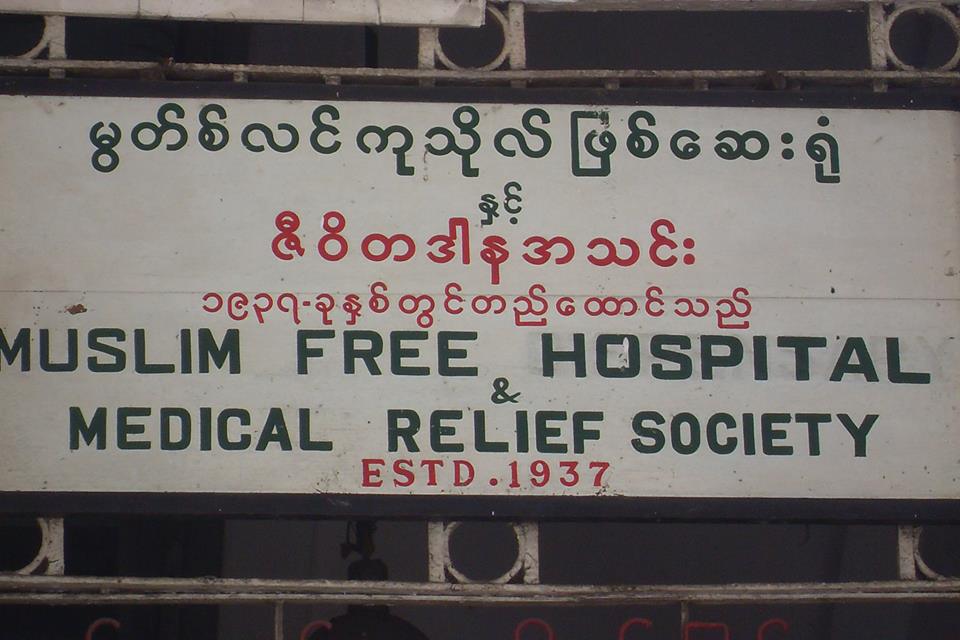 မွတ်စ်လင်ကုသိုလ်ဖြစ်ဆေးရုံ
နှင့်
ဇီဝိတဒါနအသင်း
၁၉၃၇-ခုနှစ်တွင်တည်ထောင်သည်
MUSLIM FREE HOSPITAL
&
MEDICAL RELIEF SOCIETY
ESTD.1937